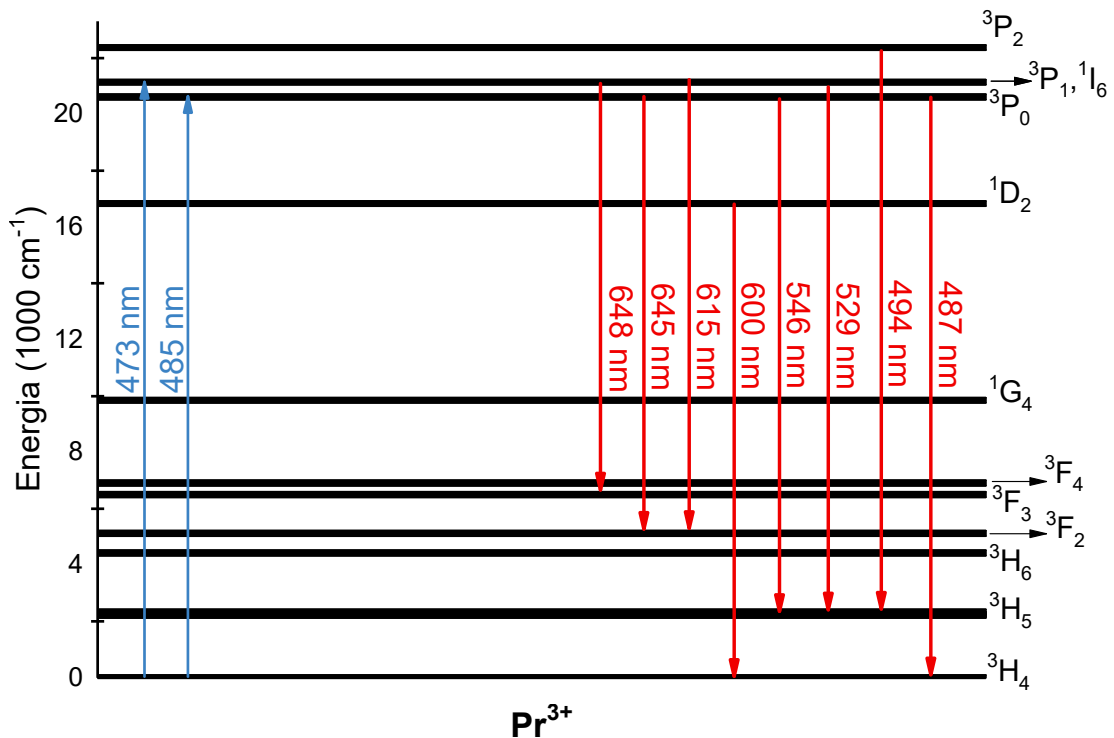 ³P₂
³P₁,¹I₆
³P₀
¹D₂
¹G₄
³F₄
³F₃
³F₂
³H₆
³H₅
³H₄
20
16
12
8
4
0
Energia (1000 cm⁻¹)
473 nm
485 nm
648 nm
645 nm
615 nm
600 nm
546 nm
529 nm
494 nm
487 nm
Pr³⁺